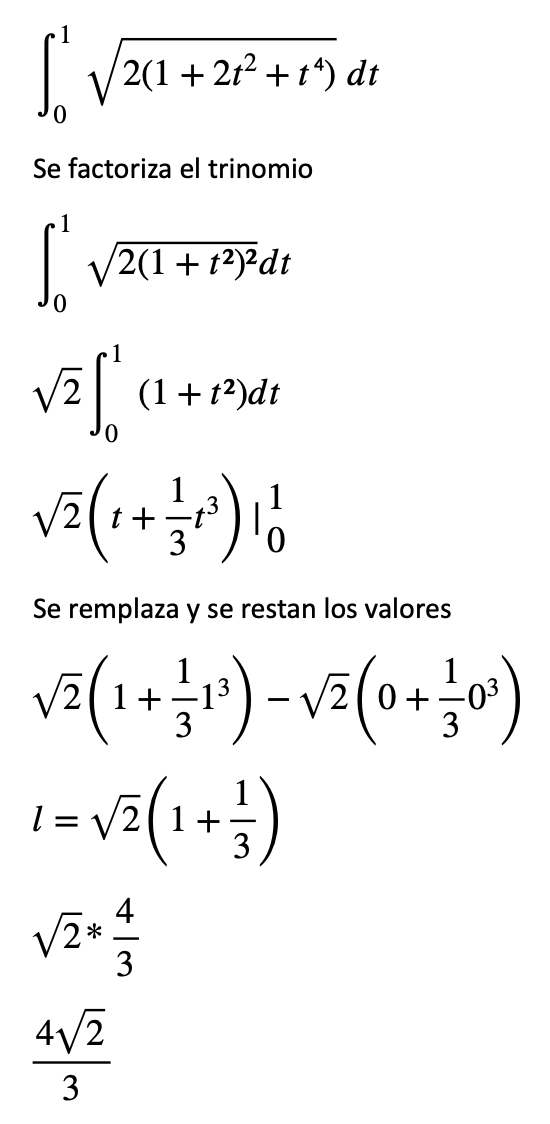 ∫₀¹ √(2(1 + 2t² + t⁴)) dt
Se factoriza el trinomio
∫₀¹ √(2(1 + t²)²)dt
√2 ∫₀¹ (1 + t²)dt
√2(t + 1/3 t³) |₀¹
Se remplaza y se restan los valores
√2(1 + 1/3 1³) − √2(0 + 1/3 0³)
l = √2(1 + 1/3)
√2 * 4/3
4√2/3